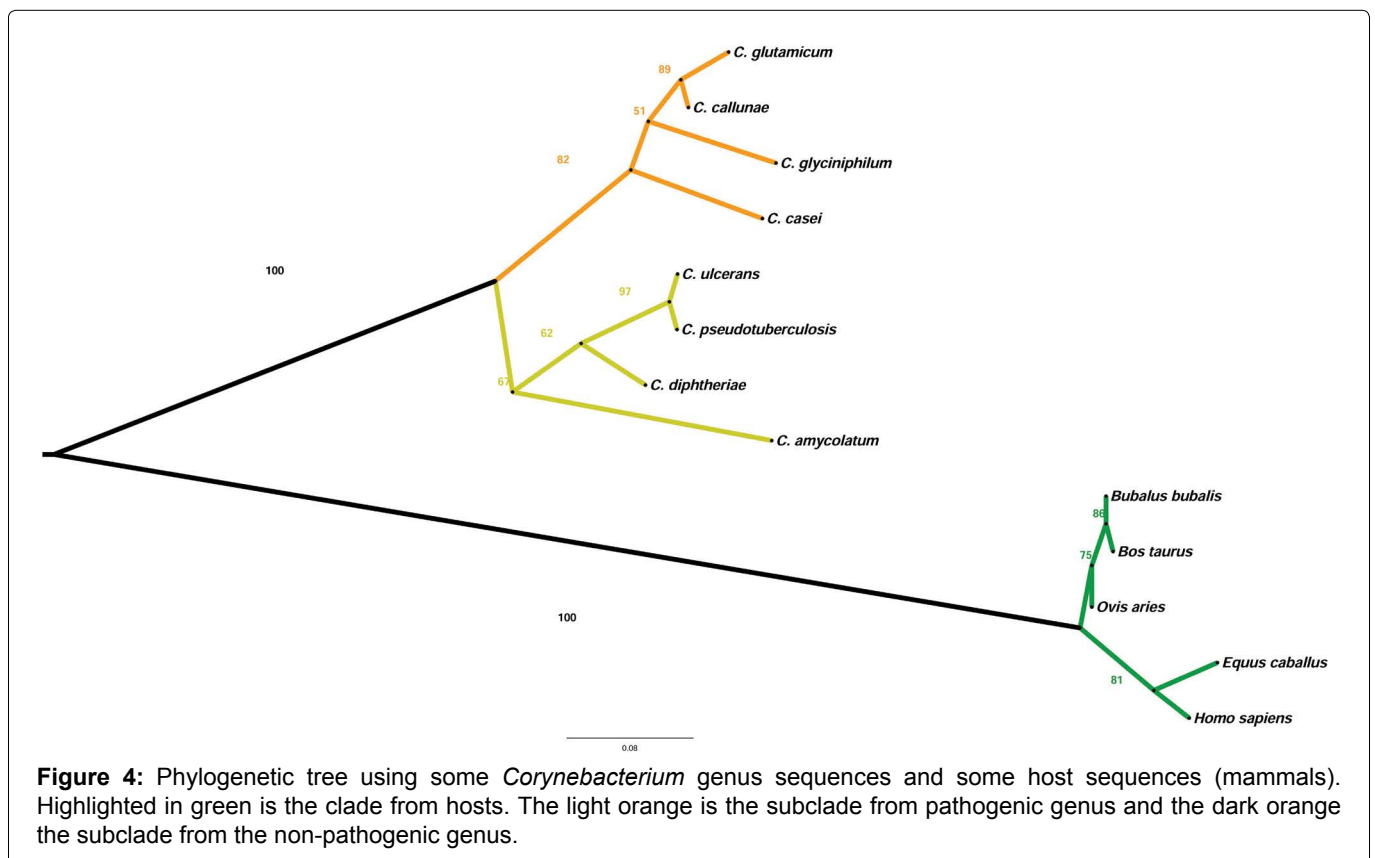 C. glutamicum
89
C. callunae
51
C. glyciniphilum
82
C. casei
100
C. ulcerans
97
C. pseudotuberculosis
62
C. diphtheriae
67
C. amycolatum
Bubalus bubalis
86
Bos taurus
75
Ovis aries
100
Equus caballus
81
Homo sapiens
0.08
Figure 4: Phylogenetic tree using some Corynebacterium genus sequences and some host sequences (mammals).
Highlighted in green is the clade from hosts. The light orange is the subclade from pathogenic genus and the dark orange
the subclade from the non-pathogenic genus.